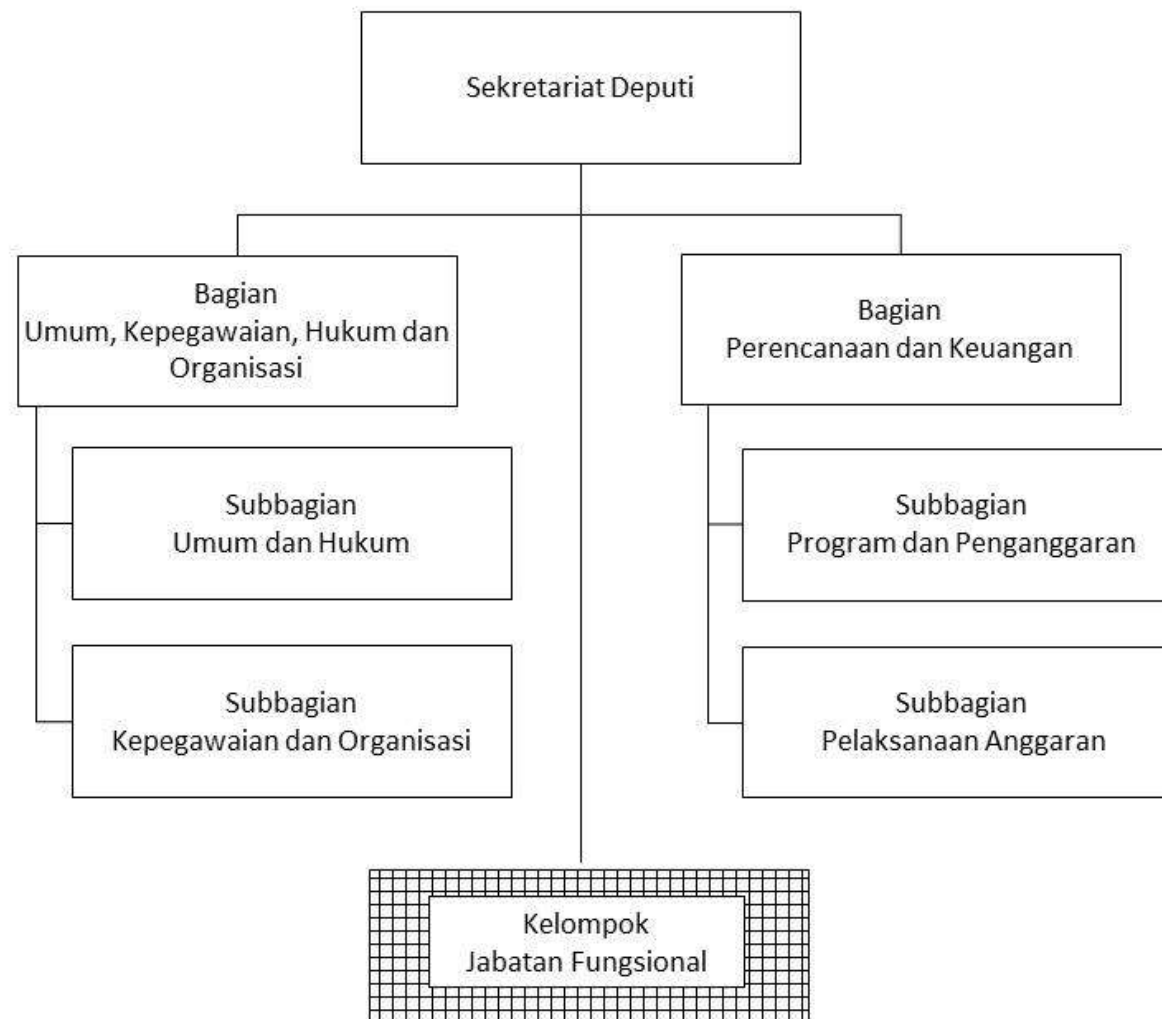 Sekretariat Deputi
Bagian
Umum, Kepegawaian, Hukum dan
Organisasi
Subbagian
Umum dan Hukum
Subbagian
Kepegawaian dan Organisasi
Bagian
Perencanaan dan Keuangan
Subbagian
Program dan Penganggaran
Subbagian
Pelaksanaan Anggaran
Kelompok
Jabatan Fungsional